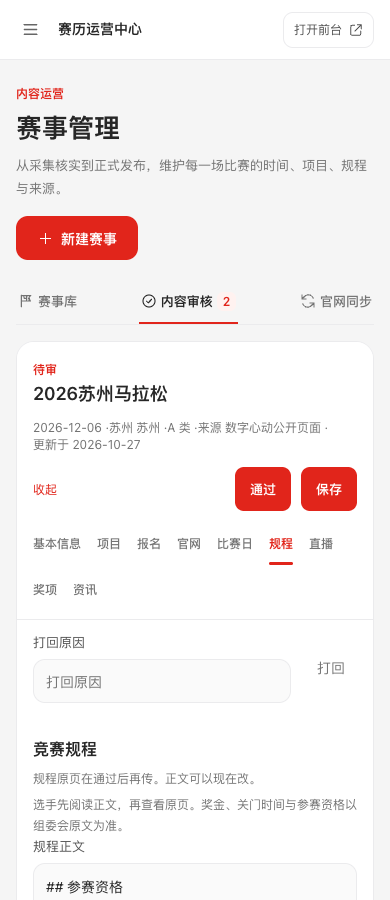 赛历运营中心
打开前台
内容运营
赛事管理
从采集核实到正式发布，维护每一场比赛的时间、项目、规程
与来源。
新建赛事
赛事库
内容审核 2
官网同步
待审
2026苏州马拉松
2026-12-06 ·苏州 苏州 ·A 类 ·来源 数字心动公开页面 ·
更新于 2026-10-27
收起
通过
保存
基本信息 项目 报名 官网 比赛日 规程 直播
奖项 资讯
打回原因
打回原因
打回
竞赛规程
规程原页在通过后再传。正文可以现在改。
选手先阅读正文，再查看原页。奖金、关门时间与参赛资格以
组委会原文为准。
规程正文
## 参赛资格